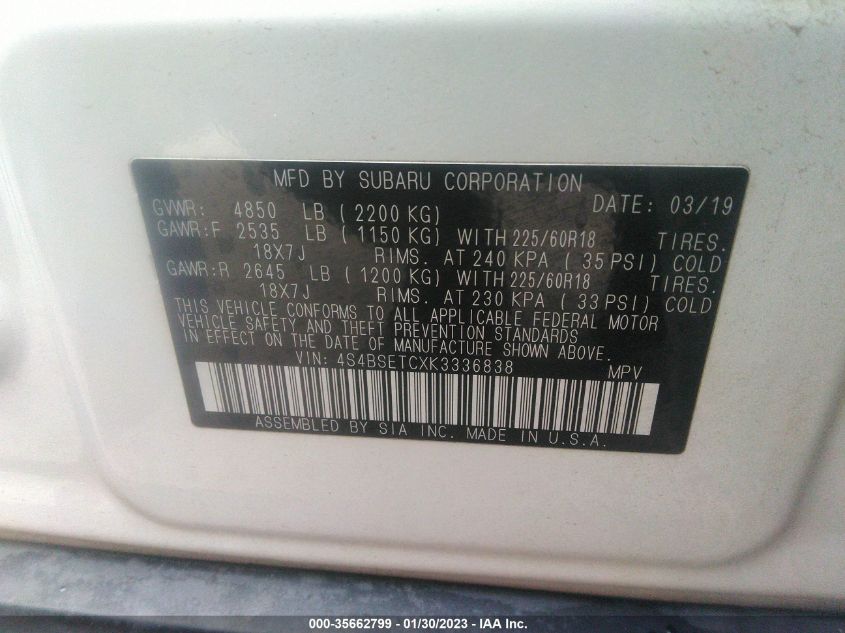 MFD BY SUBARU CORPORATION DATE: 03/19
GVWR: 4850 LB ( 2200 KG)
GAWR:F 2535 LB ( 1150 KG) WITH 225/60R18 TIRES.
18X7J RIMS. AT 240 KPA ( 35 PSI) COLD
GAWR:R 2645 LB ( 1200 KG) WITH 225/60R18 TIRES.
18X7J RIMS. AT 230 KPA ( 33 PSI) COLD
THIS VEHICLE CONFORMS TO ALL APPLICABLE FEDERAL MOTOR
VEHICLE SAFETY AND THEFT PREVENTION STANDARDS
IN EFFECT ON THE DATE OF MANUFACTURE SHOWN ABOVE.
VIN: 4S4BSETCXK3336838 MPV
ASSEMBLED BY SIA INC. MADE IN U.S.A.
000-35662799 - 01/30/2023 - IAA Inc.